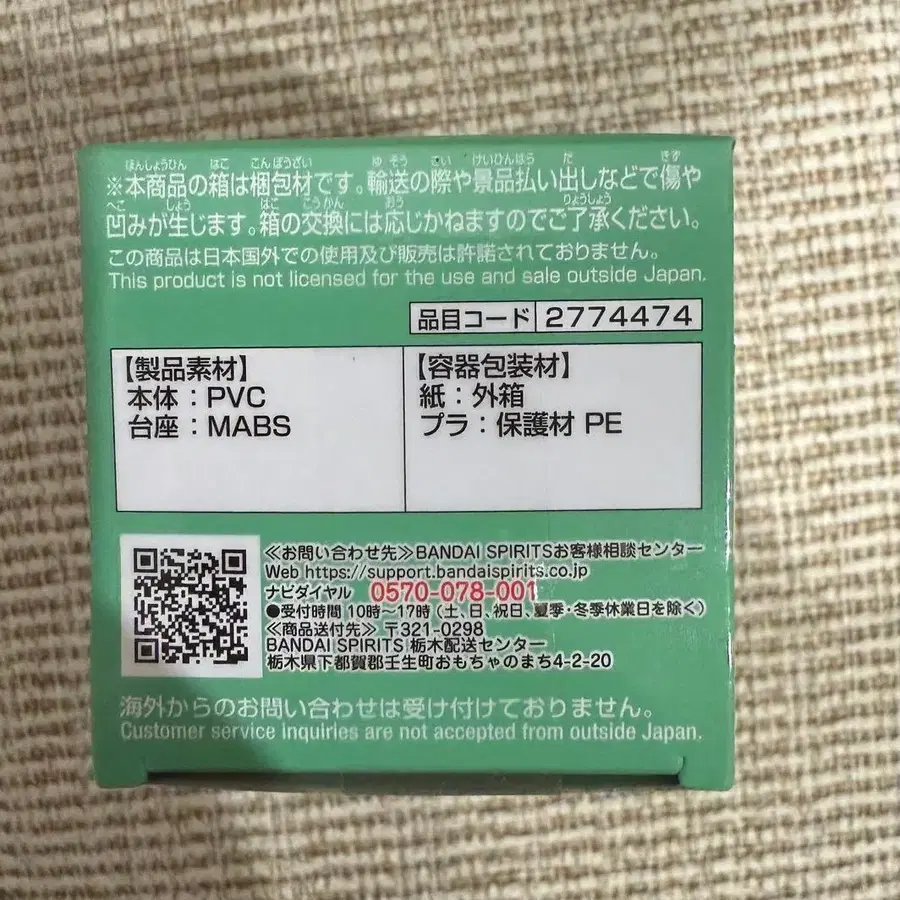 ※本商品の箱は梱包材です。輸送の際や景品払い出しなどで傷や
凹みが生じます。箱の交換には応じかねますのでご了承ください。
この商品は日本国外での使用及び販売は許諾されておりません。
This product is not licensed for the use and sale outside Japan.
品目コード 2774474
【製品素材】
本体：PVC
台座：MABS
【容器包装材】
紙：外箱
プラ：保護材 PE
≪お問い合わせ先≫BANDAI SPIRITSお客様相談センター
Web https://support.bandaispirits.co.jp
ナビダイヤル 0570-078-001
●受付時間 10時～17時（土、日、祝日、夏季・冬季休業日を除く）
≪商品送付先≫ 〒321-0298
BANDAI SPIRITS 栃木配送センター
栃木県下都賀郡壬生町おもちゃのまち4-2-20
海外からのお問い合わせは受け付けておりません。
Customer service Inquiries are not accepted from outside Japan.